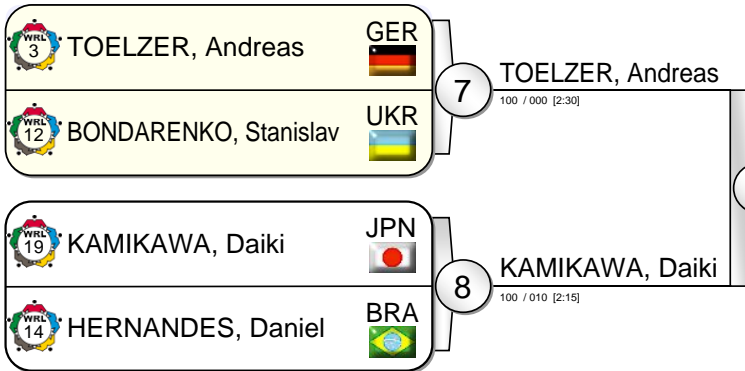 WRL
3
TOELZER, Andreas
GER
WRL
12
BONDARENKO, Stanislav
UKR
7
TOELZER, Andreas
100 / 000 [2:30]
WRL
19
KAMIKAWA, Daiki
JPN
WRL
14
HERNANDES, Daniel
BRA
8
KAMIKAWA, Daiki
100 / 010 [2:15]